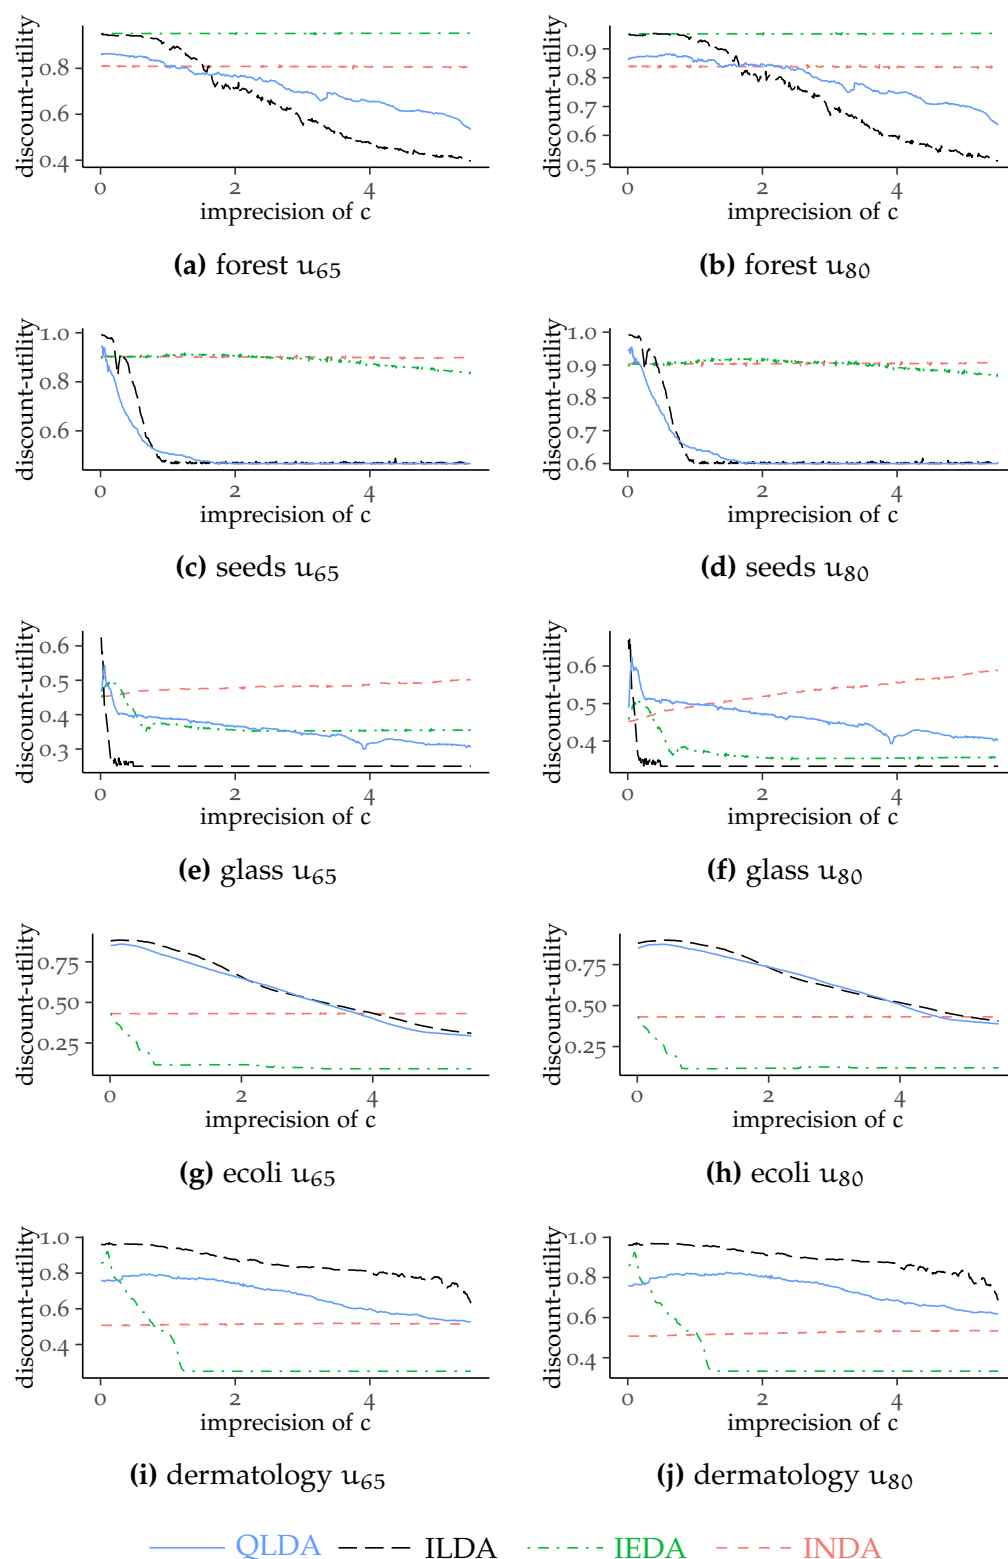 discount-utility
0.8
0.6
0.4
0
2
4
imprecision of c
(a) forest u65
discount-utility
0.9
0.8
0.7
0.6
0.5
0
2
4
imprecision of c
(b) forest u80
discount-utility
1.0
0.8
0.6
0
2
4
imprecision of c
(c) seeds u65
discount-utility
1.0
0.9
0.8
0.7
0.6
0
2
4
imprecision of c
(d) seeds u80
discount-utility
0.6
0.5
0.4
0.3
0
2
4
imprecision of c
(e) glass u65
discount-utility
0.6
0.5
0.4
0
2
4
imprecision of c
(f) glass u80
discount-utility
0.75
0.50
0.25
0
2
4
imprecision of c
(g) ecoli u65
discount-utility
0.75
0.50
0.25
0
2
4
imprecision of c
(h) ecoli u80
discount-utility
1.0
0.8
0.6
0.4
0
2
4
imprecision of c
(i) dermatology u65
discount-utility
1.0
0.8
0.6
0.4
0
2
4
imprecision of c
(j) dermatology u80
QLDA ILDA IEDA INDA